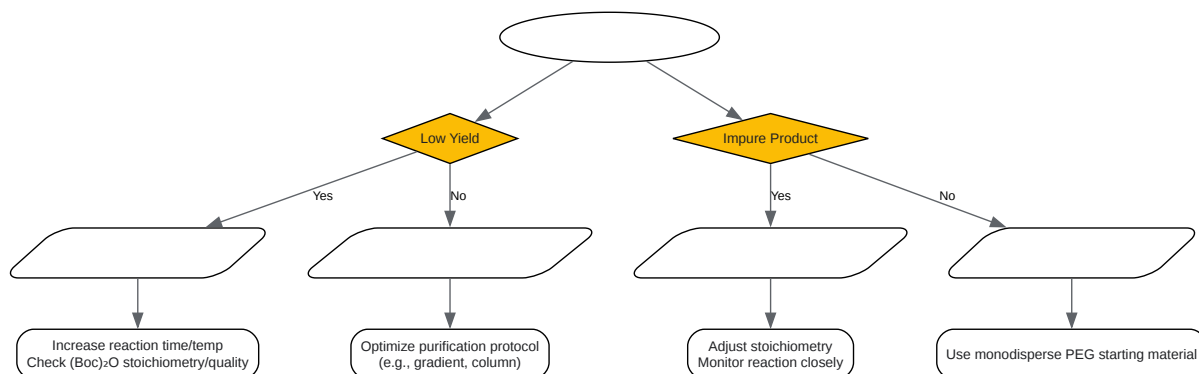 Low Yield
Impure Product
Yes
No
Yes
No
Increase reaction time/temp
Check (Boc)₂O stoichiometry/quality
Optimize purification protocol
(e.g., gradient, column)
Adjust stoichiometry
Monitor reaction closely
Use monodisperse PEG starting material